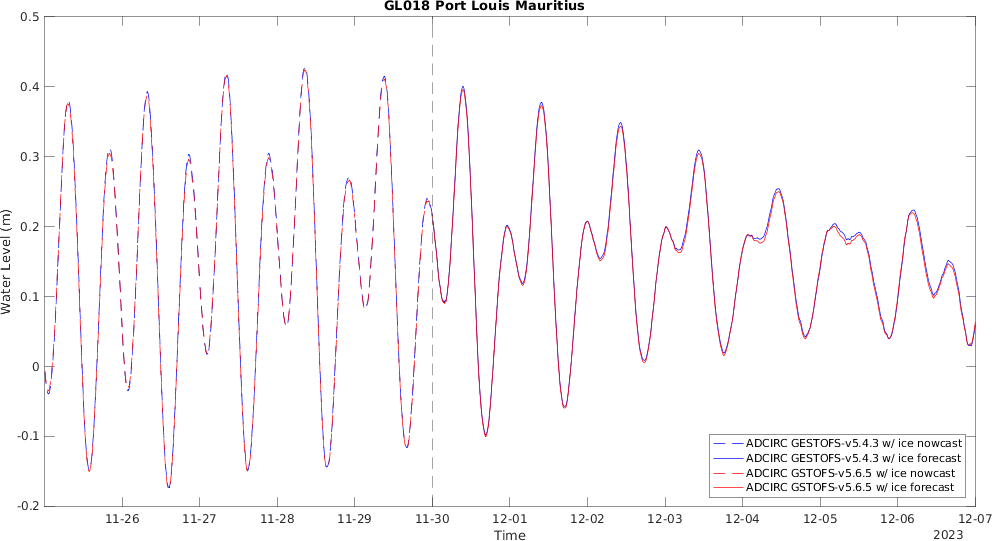 GL018 Port Louis Mauritius
0.5
0.4
0.3
0.2
0.1
0
-0.1
-0.2
Water Level (m)
ADCIRC GESTOFS-v5.4.3 w/ ice nowcast
ADCIRC GESTOFS-v5.4.3 w/ ice forecast
ADCIRC GSTOFS-v5.6.5 w/ ice nowcast
ADCIRC GSTOFS-v5.6.5 w/ ice forecast
11-26 11-27 11-28 11-29 11-30 12-01 12-02 12-03 12-04 12-05 12-06 12-07
Time
2023